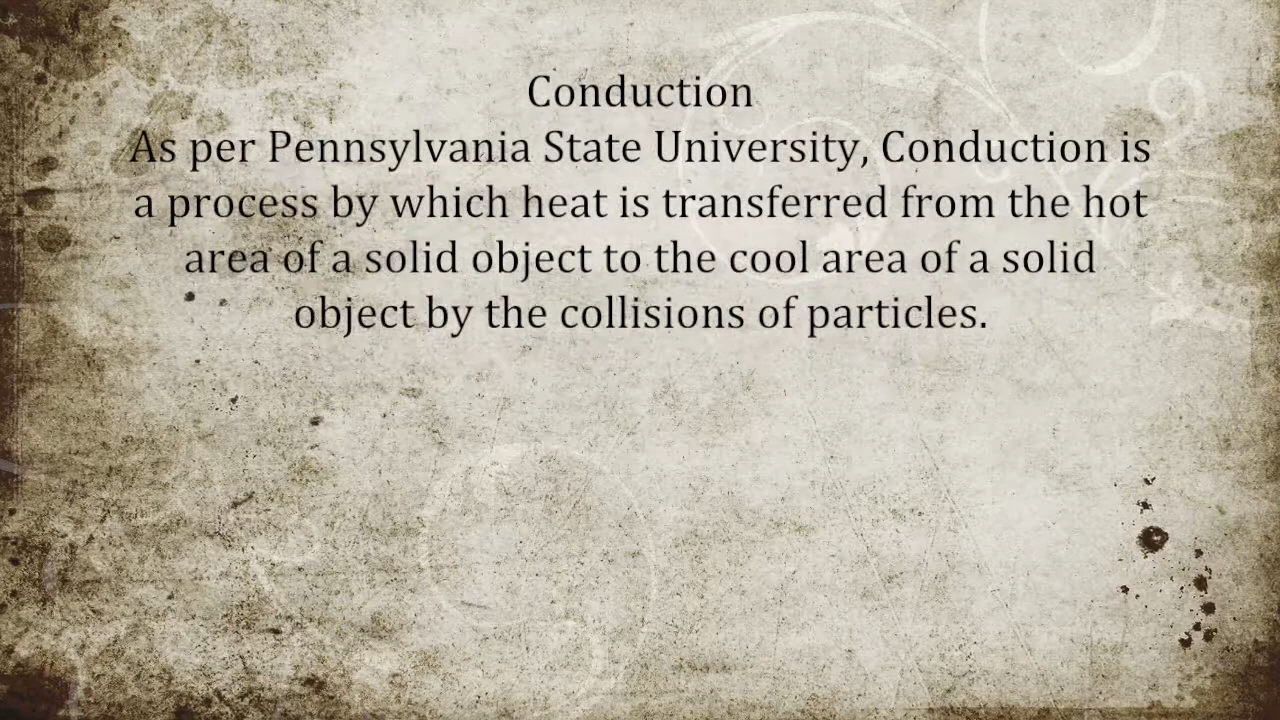 Conduction
As per Pennsylvania State University, Conduction is
a process by which heat is transferred from the hot
area of a solid object to the cool area of a solid
object by the collisions of particles.